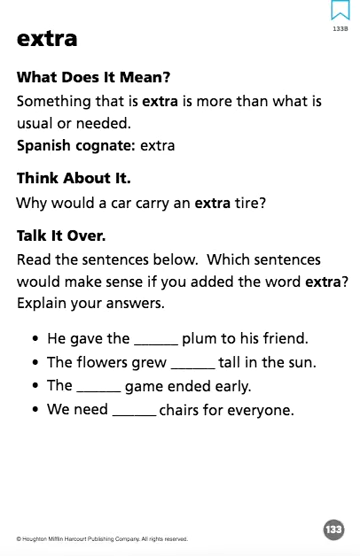 133B
extra
What Does It Mean?
Something that is extra is more than what is
usual or needed.
Spanish cognate: extra
Think About It.
Why would a car carry an extra tire?
Talk It Over.
Read the sentences below.  Which sentences
would make sense if you added the word extra?
Explain your answers.
• He gave the ______ plum to his friend.
• The flowers grew ______ tall in the sun.
• The ______ game ended early.
• We need ______ chairs for everyone.
133
© Houghton Mifflin Harcourt Publishing Company. All rights reserved.